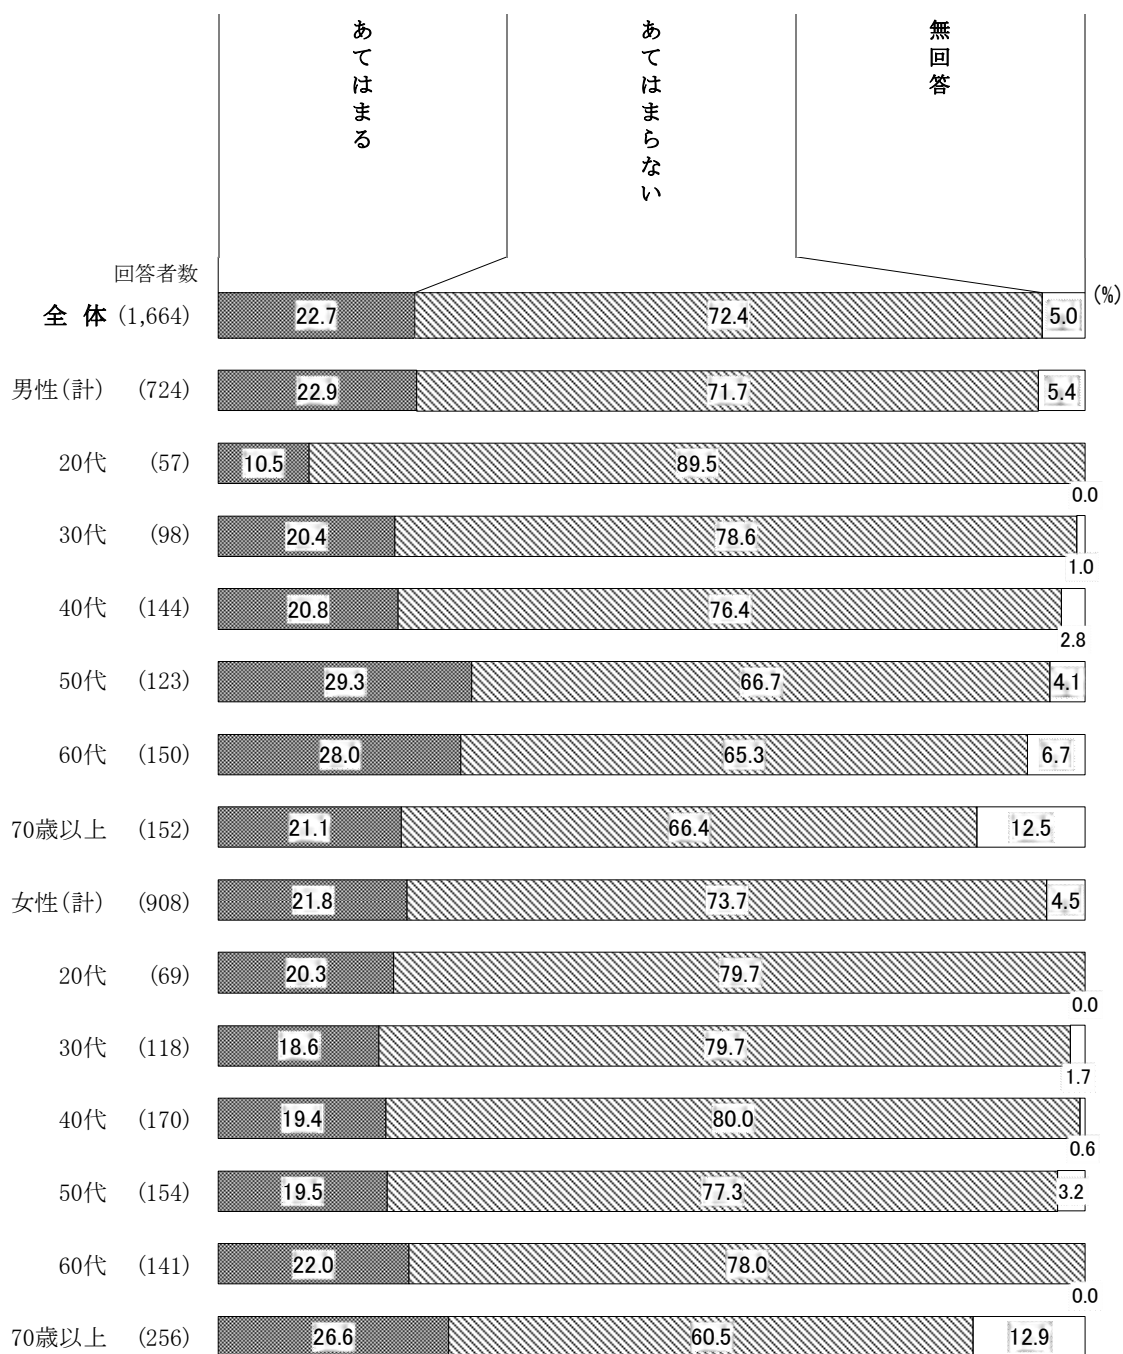 あてはまる
あてはまらない
無回答
回答者数
(%)
全 体 (1,664) 22.7 72.4 5.0
男性(計) (724) 22.9 71.7 5.4
20代 (57) 10.5 89.5 0.0
30代 (98) 20.4 78.6 1.0
40代 (144) 20.8 76.4 2.8
50代 (123) 29.3 66.7 4.1
60代 (150) 28.0 65.3 6.7
70歳以上 (152) 21.1 66.4 12.5
女性(計) (908) 21.8 73.7 4.5
20代 (69) 20.3 79.7 0.0
30代 (118) 18.6 79.7 1.7
40代 (170) 19.4 80.0 0.6
50代 (154) 19.5 77.3 3.2
60代 (141) 22.0 78.0 0.0
70歳以上 (256) 26.6 60.5 12.9